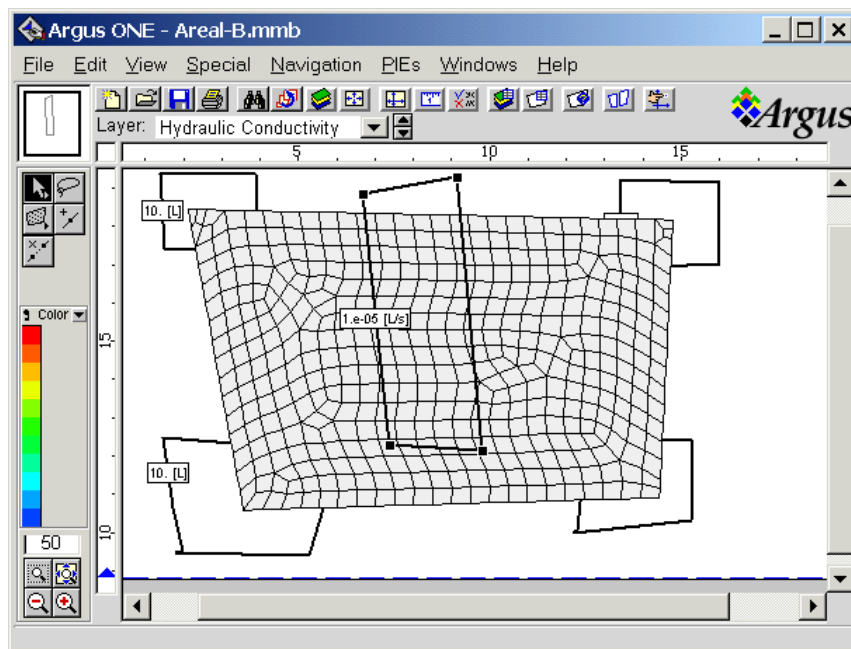 Argus ONE - Areal-B.mmb
File Edit View Special Navigation PIEs Windows Help
Layer: Hydraulic Conductivity
Argus
5 10 15
10. [L]
Color
1.e-05 [L/s]
15
10. [L]
10
50